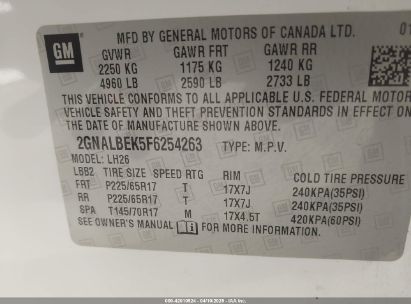 MFD BY GENERAL MOTORS OF CANADA LTD. 01
GM
GVWR GAWR FRT GAWR RR
2250 KG 1175 KG 1240 KG
4960 LB 2590 LB 2733 LB
THIS VEHICLE CONFORMS TO ALL APPLICABLE U.S. FEDERAL MOTOR
VEHICLE SAFETY AND THEFT PREVENTION STANDARDS IN EFFECT ON
THE DATE OF MANUFACTURE SHOWN ABOVE.
2GNALBEK5F6254263 TYPE: M.P.V.
MODEL: LH26
LBB2 TIRE SIZE SPEED RTG RIM COLD TIRE PRESSURE
FRT P225/65R17 T 17X7J 240KPA(35PSI)
RR P225/65R17 T 17X7J 240KPA(35PSI)
SPA T145/70R17 M 17X4.5T 420KPA(60PSI)
SEE OWNER'S MANUAL FOR MORE INFORMATION.